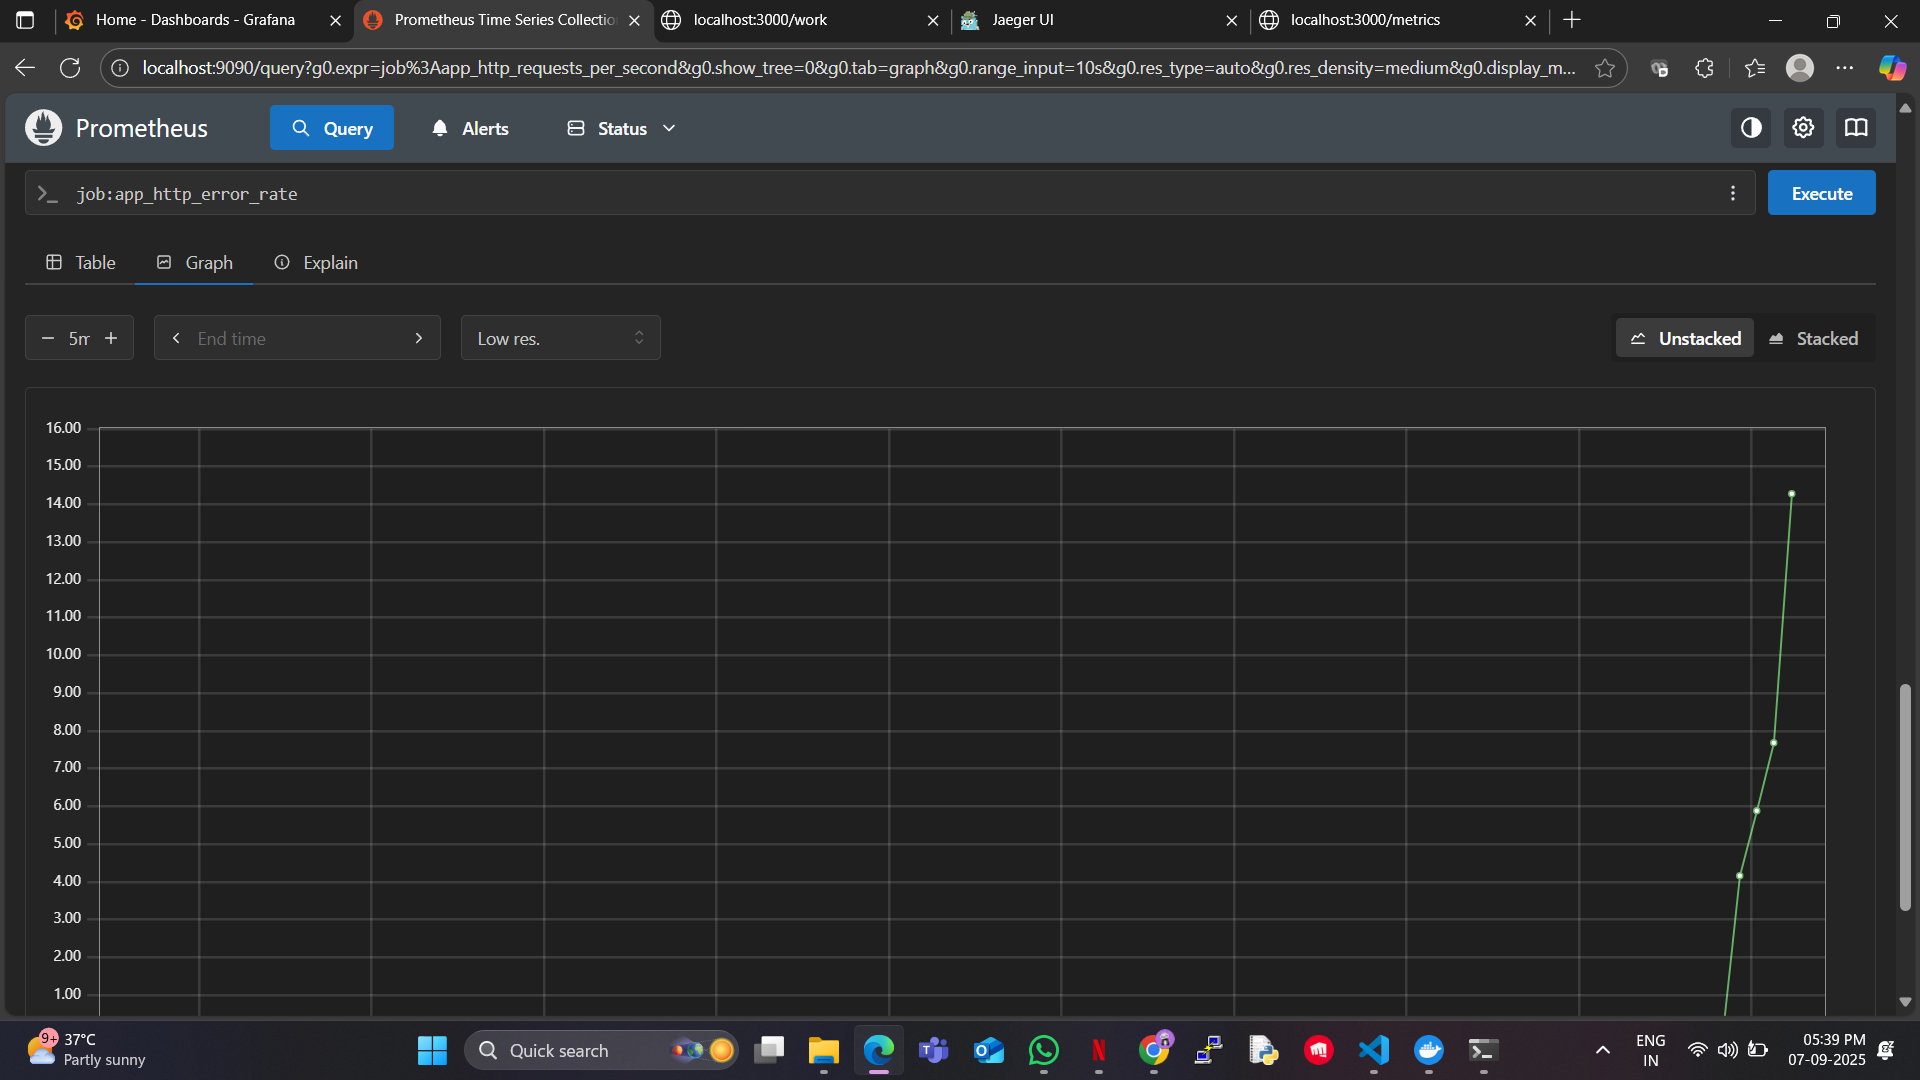 Home - Dashboards - Grafana
Prometheus Time Series Collectio
localhost:3000/work
Jaeger UI
localhost:3000/metrics
localhost:9090/query?g0.expr=job%3Aapp_http_requests_per_second&g0.show_tree=0&g0.tab=graph&g0.range_input=10s&g0.res_type=auto&g0.res_density=medium&g0.display_m...
Prometheus
Query
Alerts
Status
>_ job:app_http_error_rate
Execute
Table
Graph
Explain
5m
End time
Low res.
Unstacked
Stacked
16.00
15.00
14.00
13.00
12.00
11.00
10.00
9.00
8.00
7.00
6.00
5.00
4.00
3.00
2.00
1.00
9+
37°C
Partly sunny
Quick search
ENG
IN
05:39 PM
07-09-2025